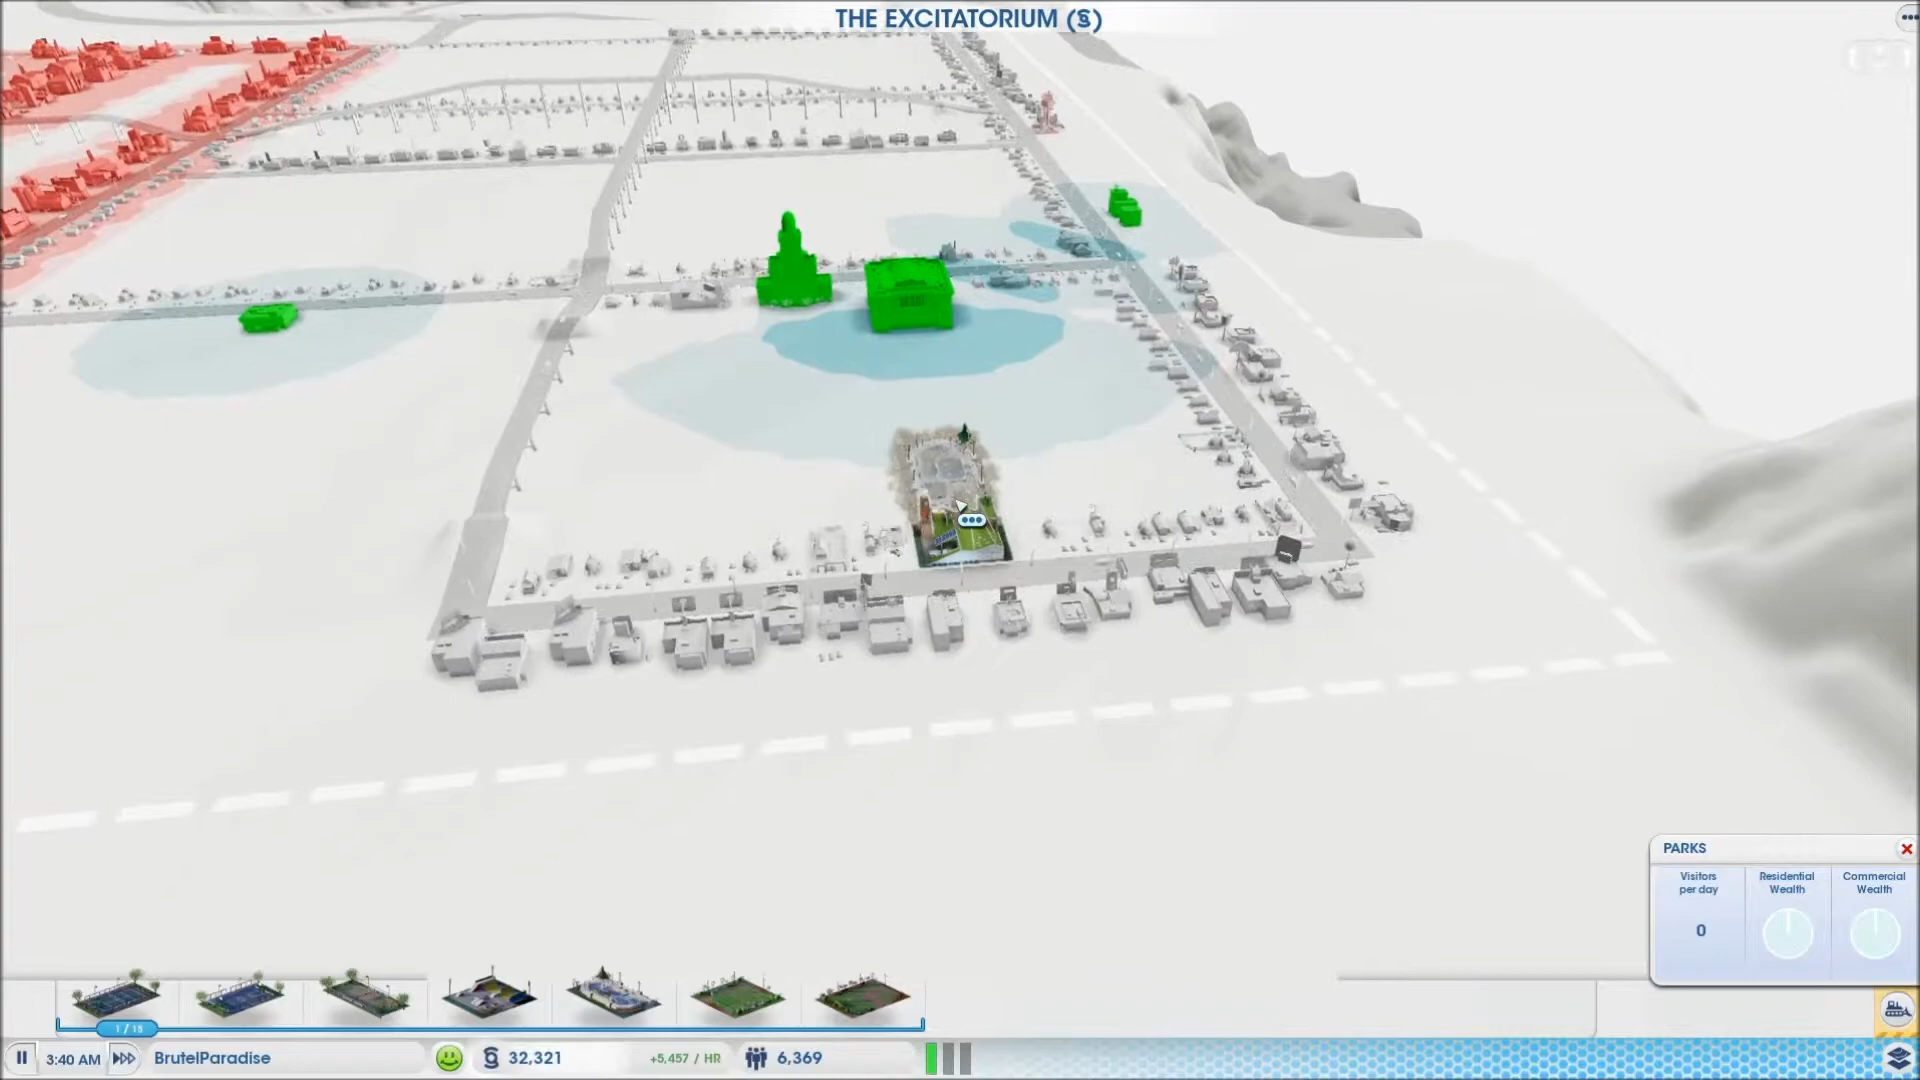 THE EXCITATORIUM (§)
PARKS
Visitors per day
Residential Wealth
Commercial Wealth
0
1 / 15
3:40 AM
BrutelParadise
32,321
+5,457 / HR
6,369